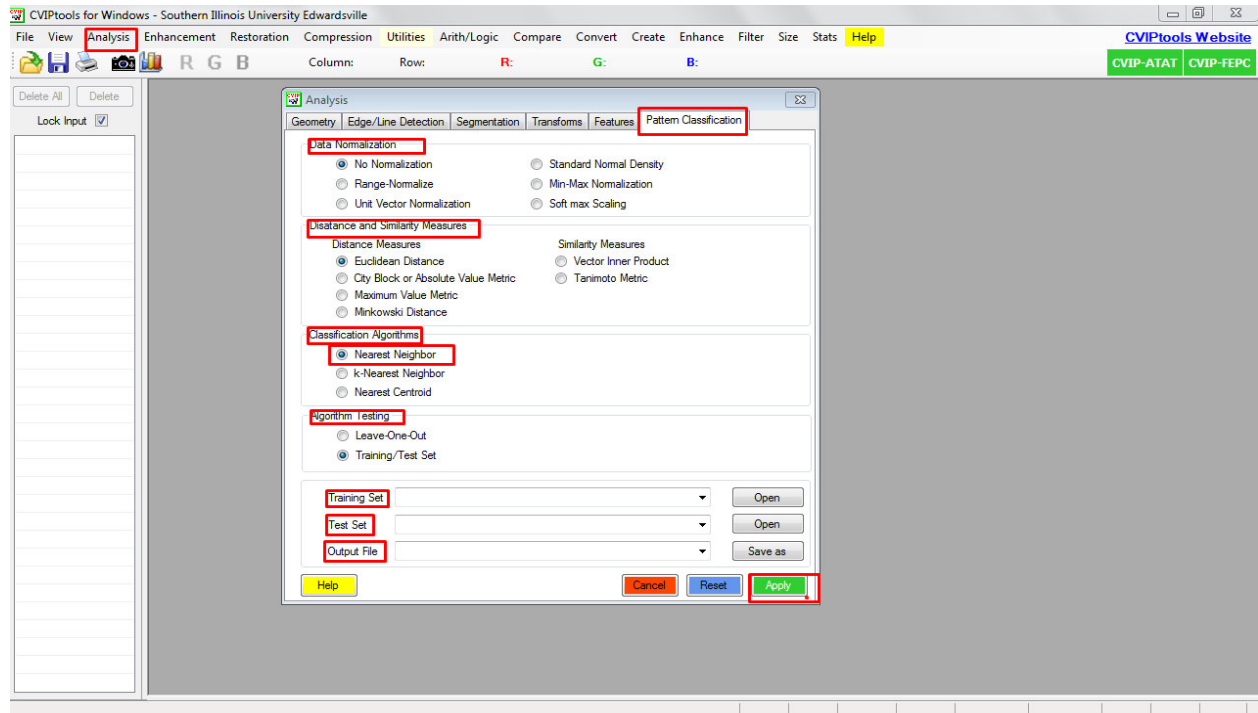 CVIPtools for Windows - Southern Illinois University Edwardsville
File View Analysis Enhancement Restoration Compression Utilities Arith/Logic Compare Convert Create Enhance Filter Size Stats Help CVIPtools Website
R G B Column: Row: R: G: B: CVIP-ATAT CVIP-FEPC
Delete All Delete
Lock Input
Analysis
Geometry Edge/Line Detection Segmentation Transforms Features Pattern Classification
Data Normalization
No Normalization Standard Normal Density
Range-Normalize Min-Max Normalization
Unit Vector Normalization Soft max Scaling
Disatance and Similarity Measures
Distance Measures Similarity Measures
Euclidean Distance Vector Inner Product
City Block or Absolute Value Metric Tanimoto Metric
Maximum Value Metric
Minkowski Distance
Classification Algorithms
Nearest Neighbor
k-Nearest Neighbor
Nearest Centroid
Algorithm Testing
Leave-One-Out
Training/Test Set
Training Set Open
Test Set Open
Output File Save as
Help Cancel Reset Apply